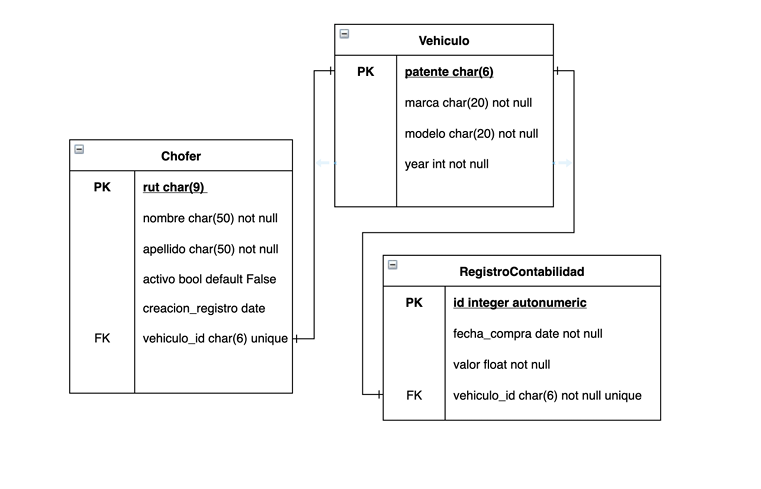 Vehiculo
PK patente char(6)
marca char(20) not null
modelo char(20) not null
year int not null
Chofer
PK rut char(9)
nombre char(50) not null
apellido char(50) not null
activo bool default False
creacion_registro date
FK vehiculo_id char(6) unique
RegistroContabilidad
PK id integer autonumeric
fecha_compra date not null
valor float not null
FK vehiculo_id char(6) not null unique